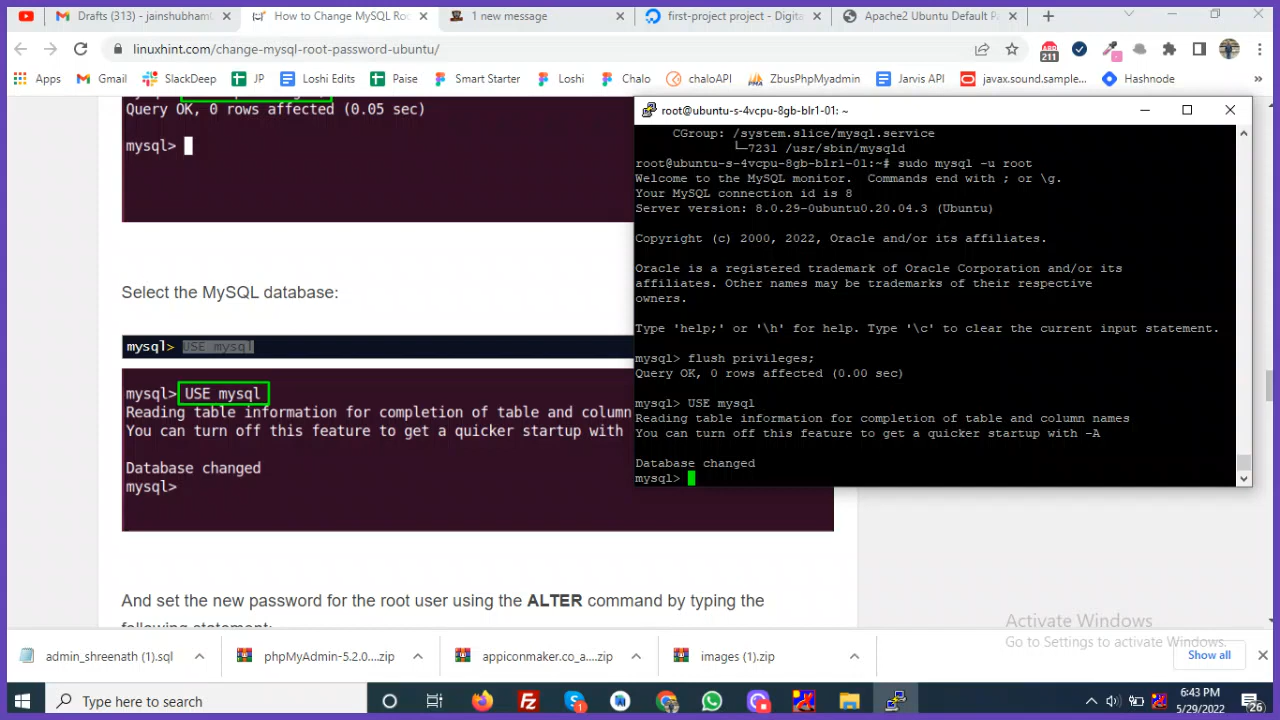 Drafts (313) - jainshubham
How to Change MySQL Roo
1 new message
first-project project - Digita
Apache2 Ubuntu Default Pa
linuxhint.com/change-mysql-root-password-ubuntu/
211
Apps
Gmail
SlackDeep
JP
Loshi Edits
Paise
Smart Starter
Loshi
Chalo
chaloAPI
ZbusPhpMyadmin
Jarvis API
javax.sound.sample...
Hashnode
Query OK, 0 rows affected (0.05 sec)
mysql>
Select the MySQL database:
mysql> USE mysql
mysql> USE mysql
Reading table information for completion of table and column
You can turn off this feature to get a quicker startup with
Database changed
mysql>
And set the new password for the root user using the ALTER command by typing the
following statement:
root@ubuntu-s-4vcpu-8gb-blr1-01: ~
CGroup: /system.slice/mysql.service
└─7231 /usr/sbin/mysqld
root@ubuntu-s-4vcpu-8gb-blr1-01:~# sudo mysql -u root
Welcome to the MySQL monitor.  Commands end with ; or \g.
Your MySQL connection id is 8
Server version: 8.0.29-0ubuntu0.20.04.3 (Ubuntu)
Copyright (c) 2000, 2022, Oracle and/or its affiliates.
Oracle is a registered trademark of Oracle Corporation and/or its
affiliates. Other names may be trademarks of their respective
owners.
Type 'help;' or '\h' for help. Type '\c' to clear the current input statement.
mysql> flush privileges;
Query OK, 0 rows affected (0.00 sec)
mysql> USE mysql
Reading table information for completion of table and column names
You can turn off this feature to get a quicker startup with -A
Database changed
mysql>
Activate Windows
Go to Settings to activate Windows.
admin_shreenath (1).sql
phpMyAdmin-5.2.0....zip
appiconmaker.co_a...zip
images (1).zip
Show all
Type here to search
6:43 PM
5/29/2022
26